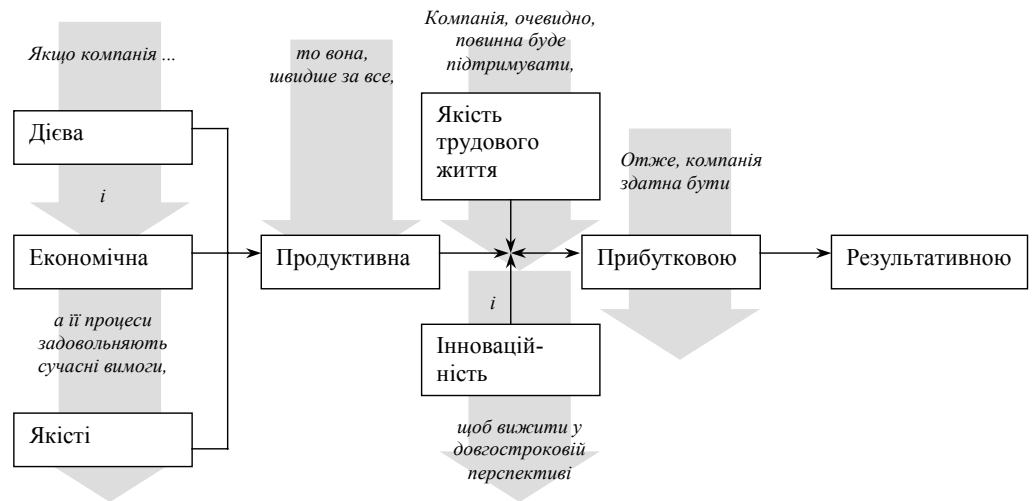 Якщо компанія ...
Дієва
і
Економічна
а її процеси
задовольняють
сучасні вимоги,
Якісті
то вона,
швидше за все,
Продуктивна
Компанія, очевидно,
повинна буде
підтримувати,
Якість
трудового
життя
і
Інновацій-
ність
щоб вижити у
довгостроковій
перспективі
Отже, компанія
здатна бути
Прибутковою
Результативною